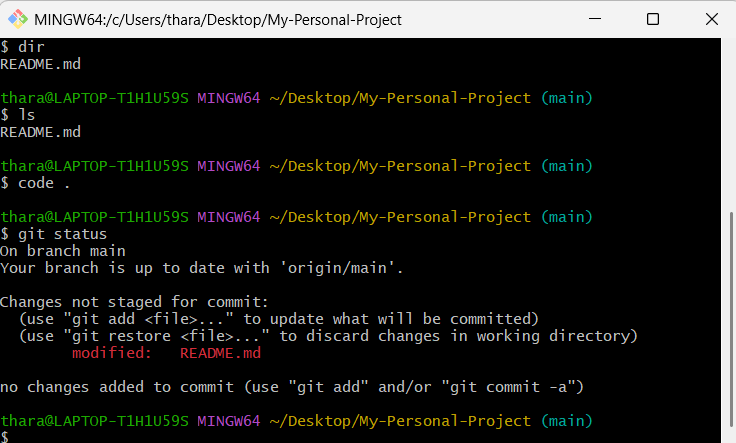 MINGW64:/c/Users/thara/Desktop/My-Personal-Project
$ dir
README.md
thara@LAPTOP-T1H1U59S MINGW64 ~/Desktop/My-Personal-Project (main)
$ ls
README.md
thara@LAPTOP-T1H1U59S MINGW64 ~/Desktop/My-Personal-Project (main)
$ code .
thara@LAPTOP-T1H1U59S MINGW64 ~/Desktop/My-Personal-Project (main)
$ git status
On branch main
Your branch is up to date with 'origin/main'.
Changes not staged for commit:
  (use "git add <file>..." to update what will be committed)
  (use "git restore <file>..." to discard changes in working directory)
        modified:   README.md
no changes added to commit (use "git add" and/or "git commit -a")
thara@LAPTOP-T1H1U59S MINGW64 ~/Desktop/My-Personal-Project (main)
$